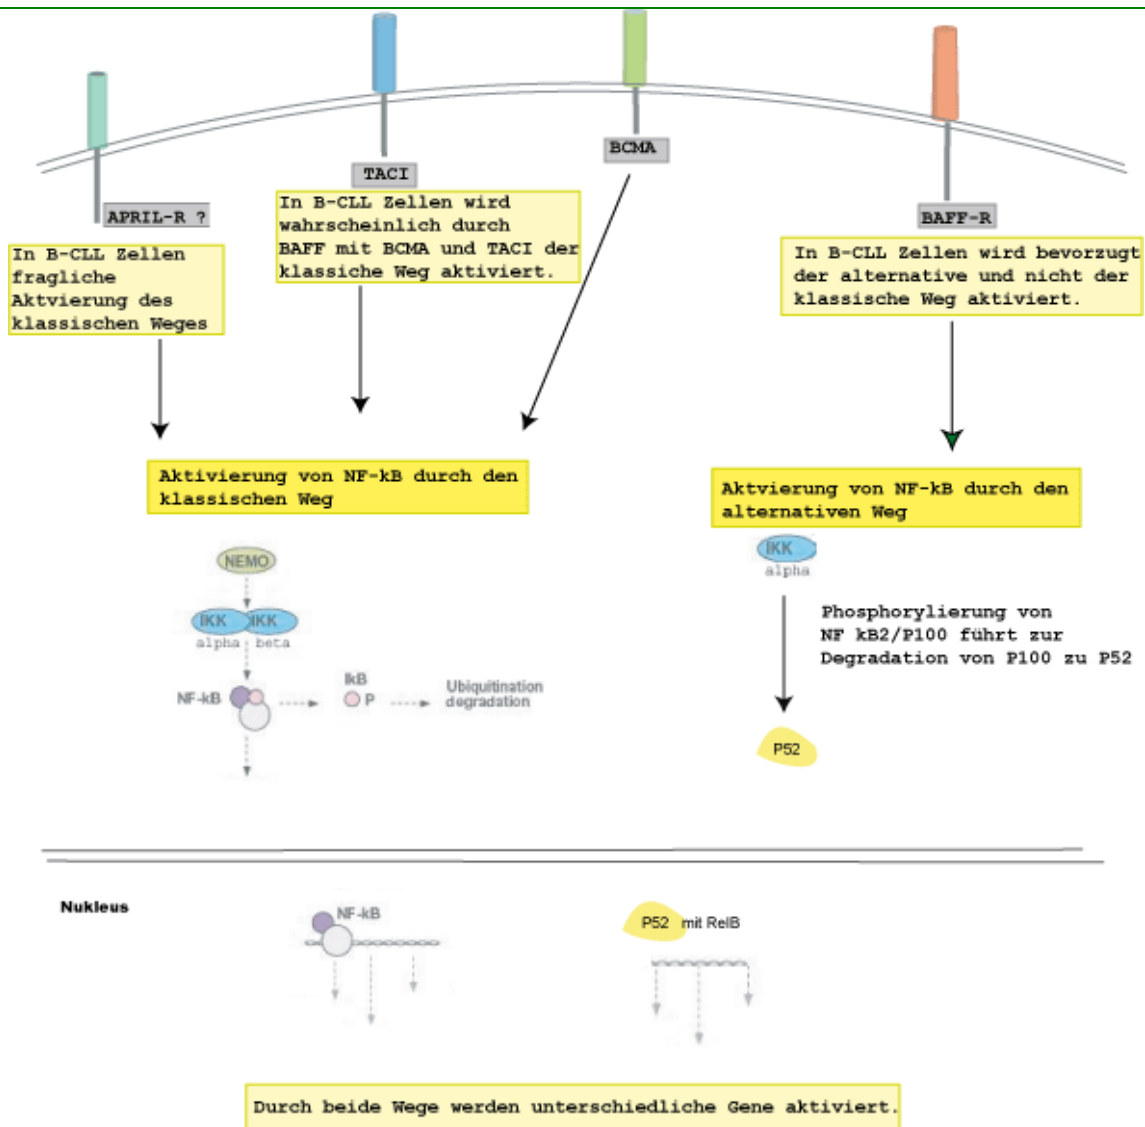 BCMA
TACI
APRIL-R ?
BAFF-R
In B-CLL Zellen
fragliche
Aktvierung des
klassischen Weges
In B-CLL Zellen wird
wahrscheinlich durch
BAFF mit BCMA und TACI der
klassiche Weg aktiviert.
In B-CLL Zellen wird bevorzugt
der alternative und nicht der
klassische Weg aktiviert.
Aktivierung von NF-kB durch den
klassischen Weg
Aktvierung von NF-kB durch den
alternativen Weg
NEMO
IKK IKK
alpha beta
NF-kB
IkB
P
Ubiquitination
degradation
IKK
alpha
Phosphorylierung von
NF kB2/P100 führt zur
Degradation von P100 zu P52
P52
Nukleus
NF-kB
P52 mit RelB
Durch beide Wege werden unterschiedliche Gene aktiviert.